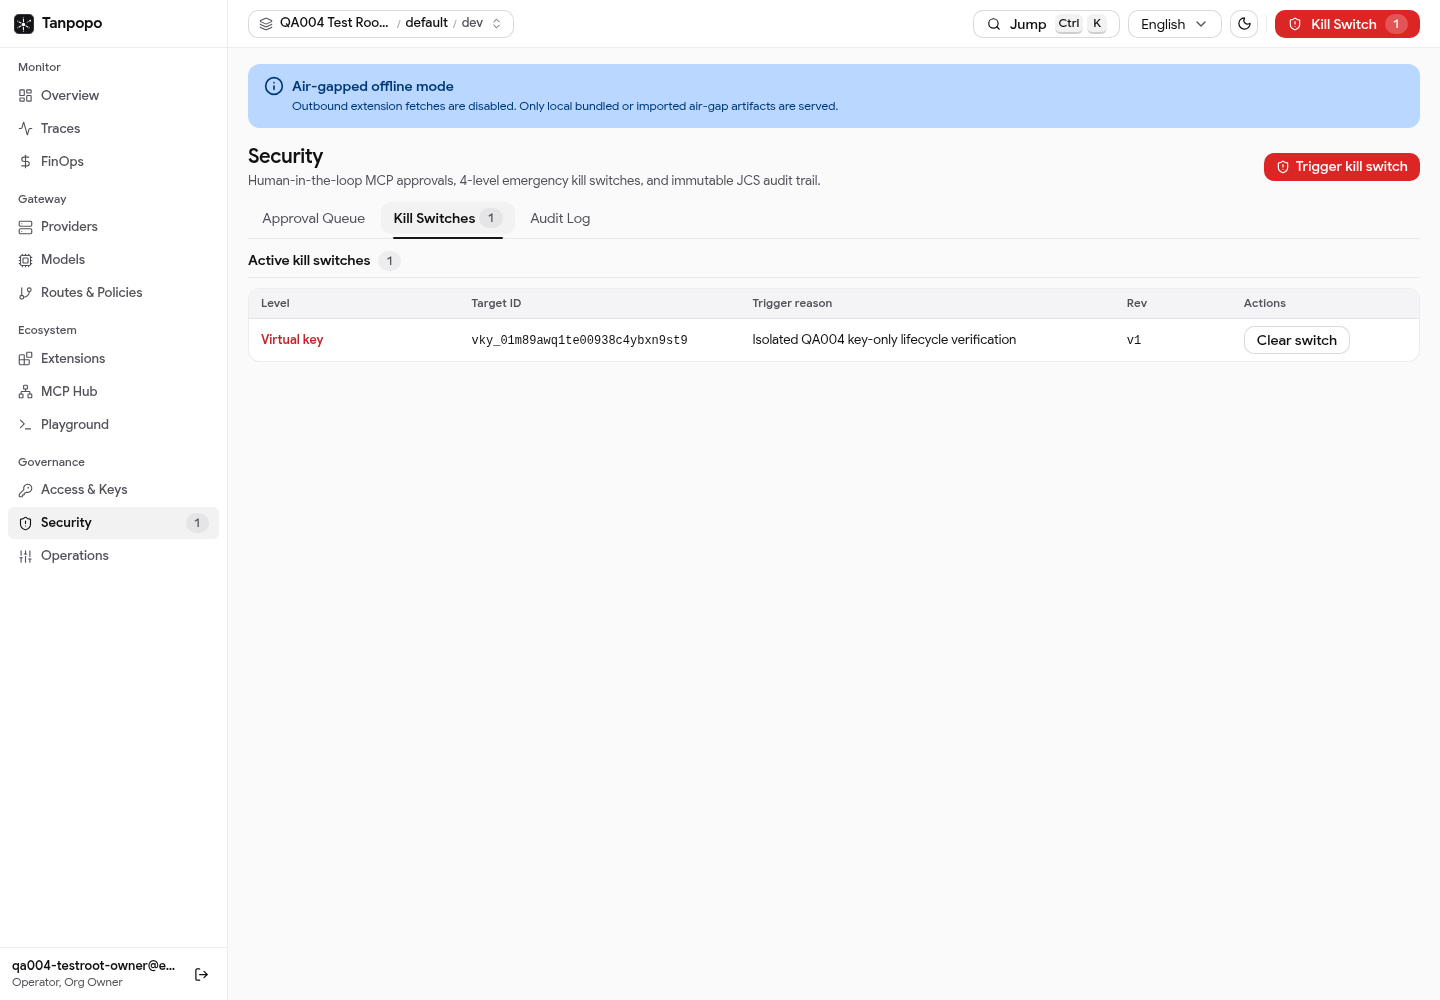 Tanpopo
QA004 Test Roo... / default / dev
Jump Ctrl K
English
Kill Switch 1
Monitor
Overview
Traces
FinOps
Gateway
Providers
Models
Routes & Policies
Ecosystem
Extensions
MCP Hub
Playground
Governance
Access & Keys
Security 1
Operations
qa004-testroot-owner@e...
Operator, Org Owner
Air-gapped offline mode
Outbound extension fetches are disabled. Only local bundled or imported air-gap artifacts are served.
Security
Human-in-the-loop MCP approvals, 4-level emergency kill switches, and immutable JCS audit trail.
Trigger kill switch
Approval Queue Kill Switches 1 Audit Log
Active kill switches 1
Level Target ID Trigger reason Rev Actions
Virtual key vky_01m89awq1te00938c4ybxn9st9 Isolated QA004 key-only lifecycle verification v1 Clear switch